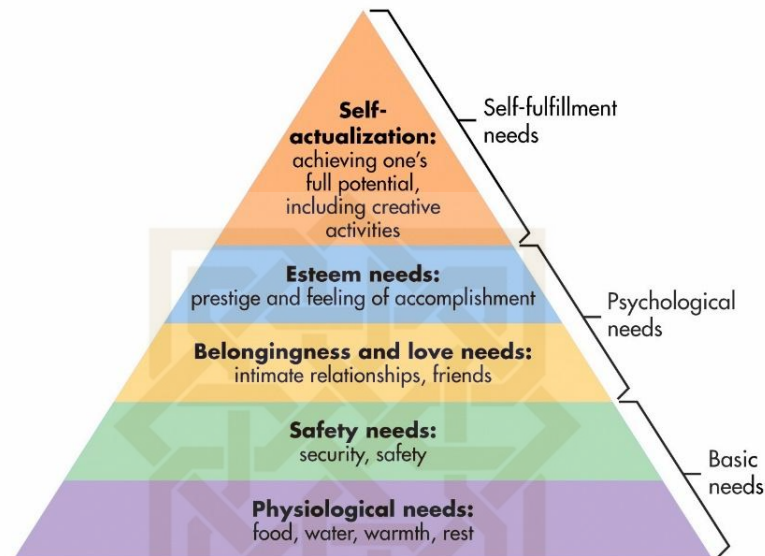 Self-
actualization:
achieving one's
full potential,
including creative
activities
Self-fulfillment
needs
Esteem needs:
prestige and feeling of accomplishment
Belongingness and love needs:
intimate relationships, friends
Psychological
needs
Safety needs:
security, safety
Physiological needs:
food, water, warmth, rest
Basic
needs